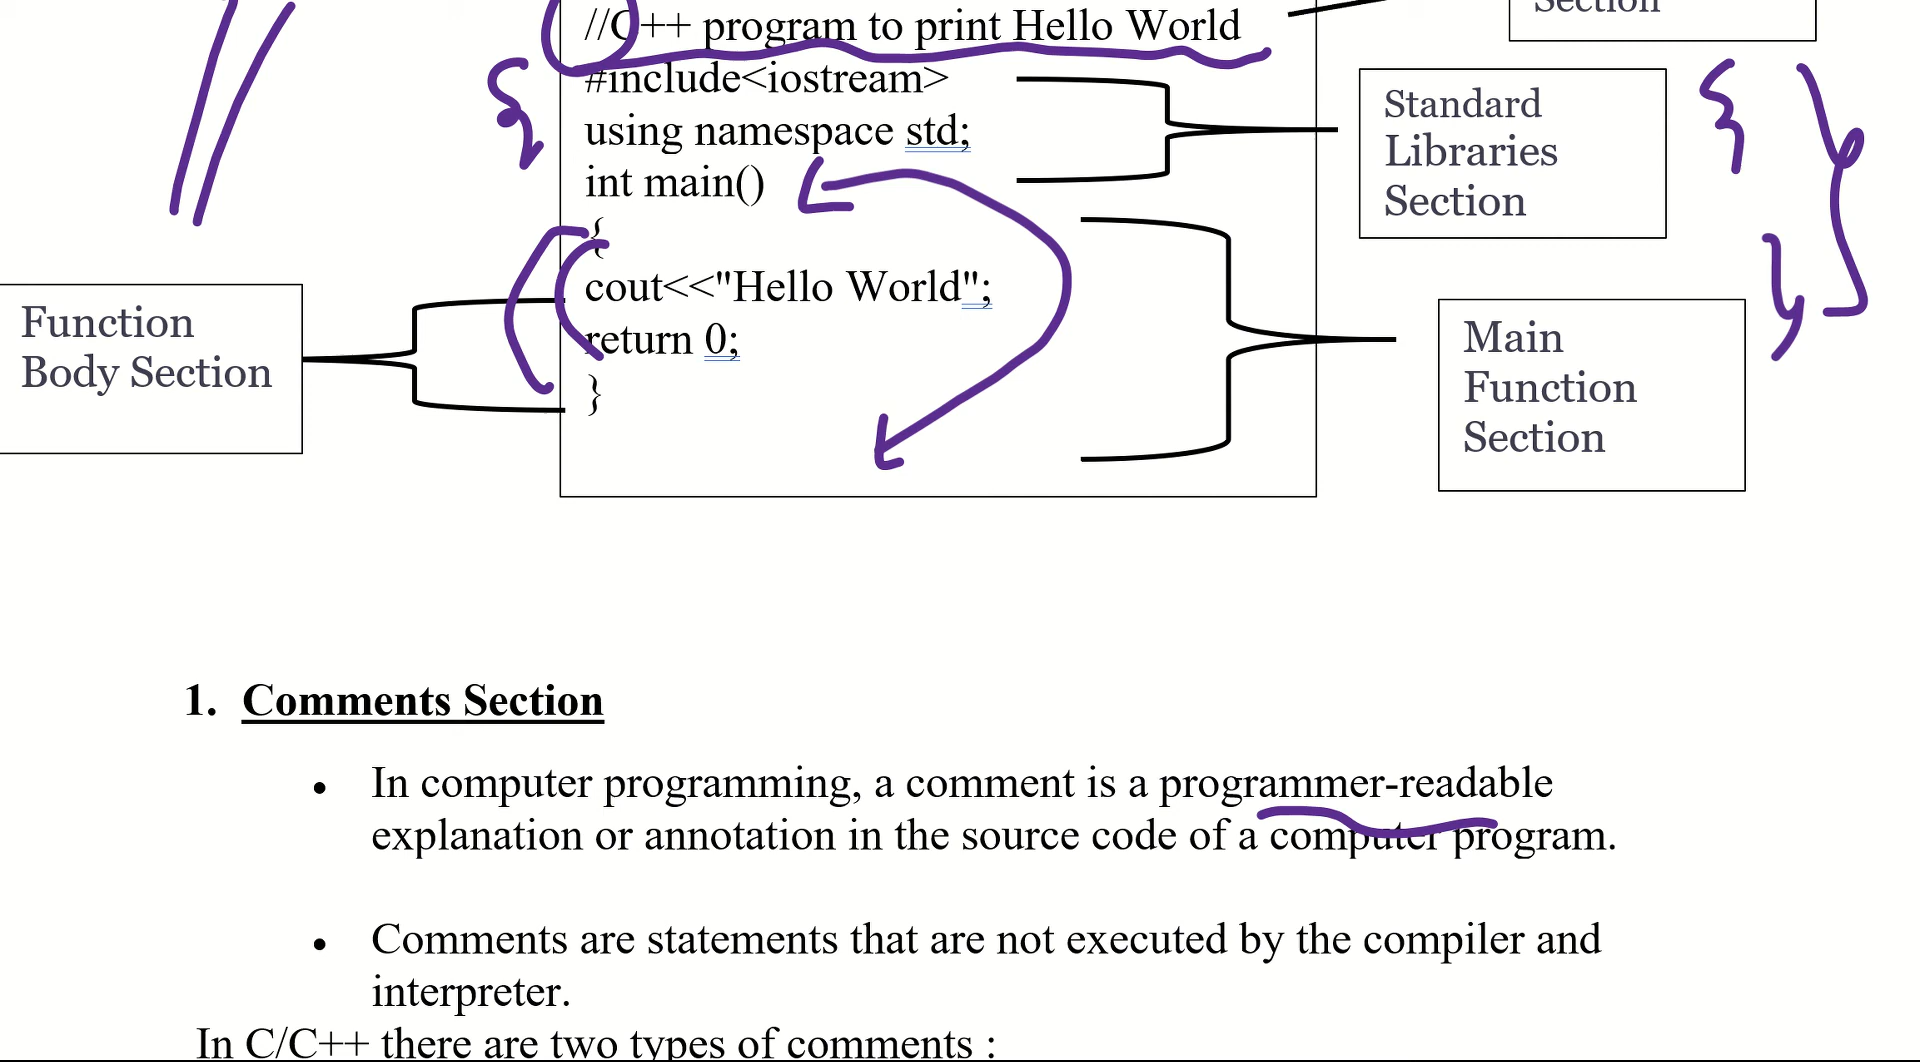 Section
//C++ program to print Hello World
#include<iostream>
using namespace std;
int main()
{
cout<<"Hello World";
return 0;
}
Standard
Libraries
Section
Function
Body Section
Main
Function
Section
1. Comments Section
• In computer programming, a comment is a programmer-readable
explanation or annotation in the source code of a computer program.
• Comments are statements that are not executed by the compiler and
interpreter.
In C/C++ there are two types of comments :